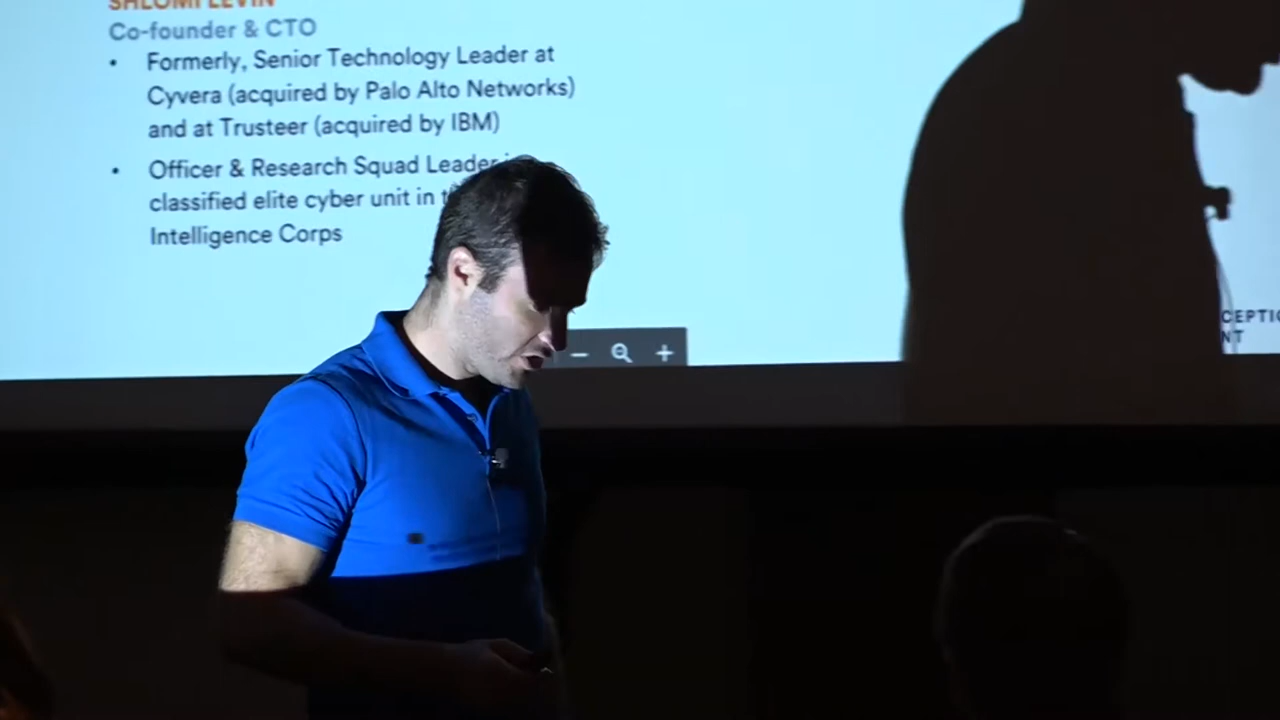 SHLOMI LEVIN
Co-founder & CTO
• Formerly, Senior Technology Leader at
Cyvera (acquired by Palo Alto Networks)
and at Trusteer (acquired by IBM)
• Officer & Research Squad Leader
classified elite cyber unit in
Intelligence Corps